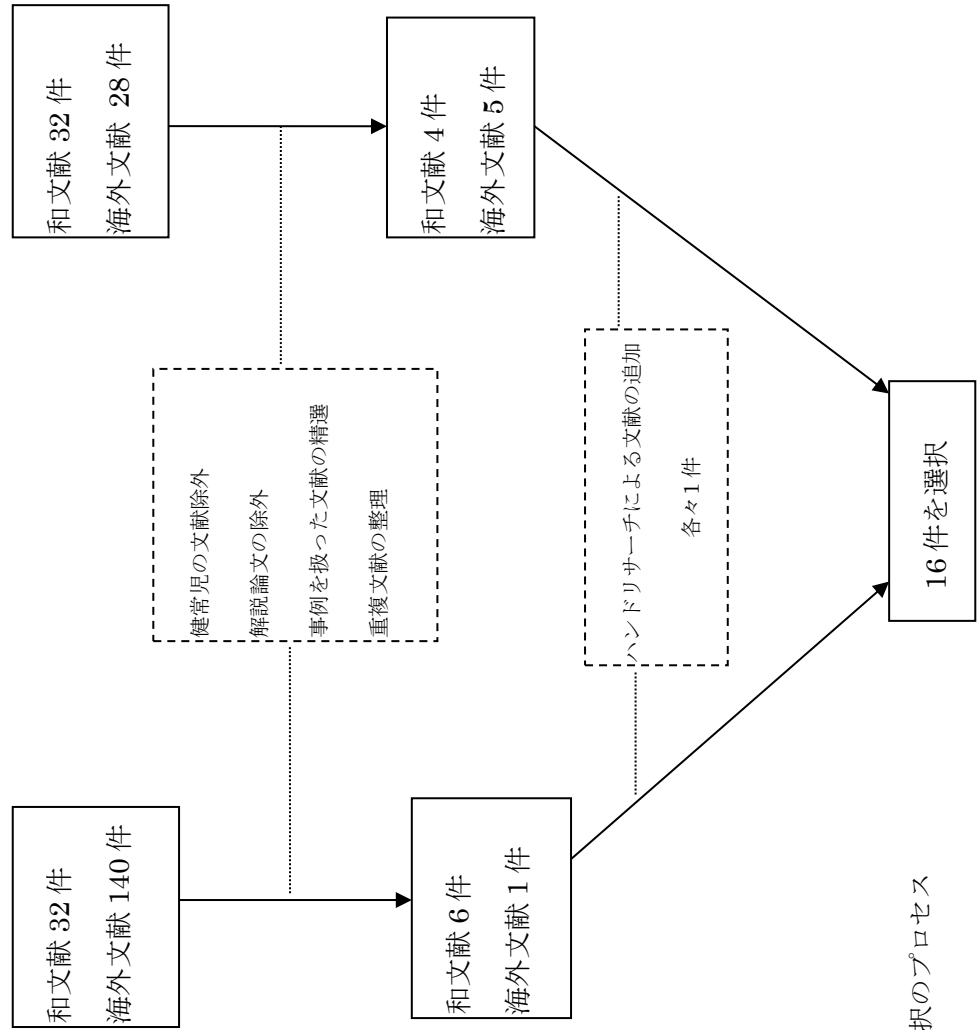 和文献 32 件
海外文献 140 件
和文献 32 件
海外文献 28 件
健常児の文献除外
解説論文の除外
事例を扱った文献の精選
重複文献の整理
和文献 6 件
海外文献 1 件
和文献 4 件
海外文献 5 件
ハンドリサーチによる文献の追加
各々1 件
16 件を選択
択のプロセス